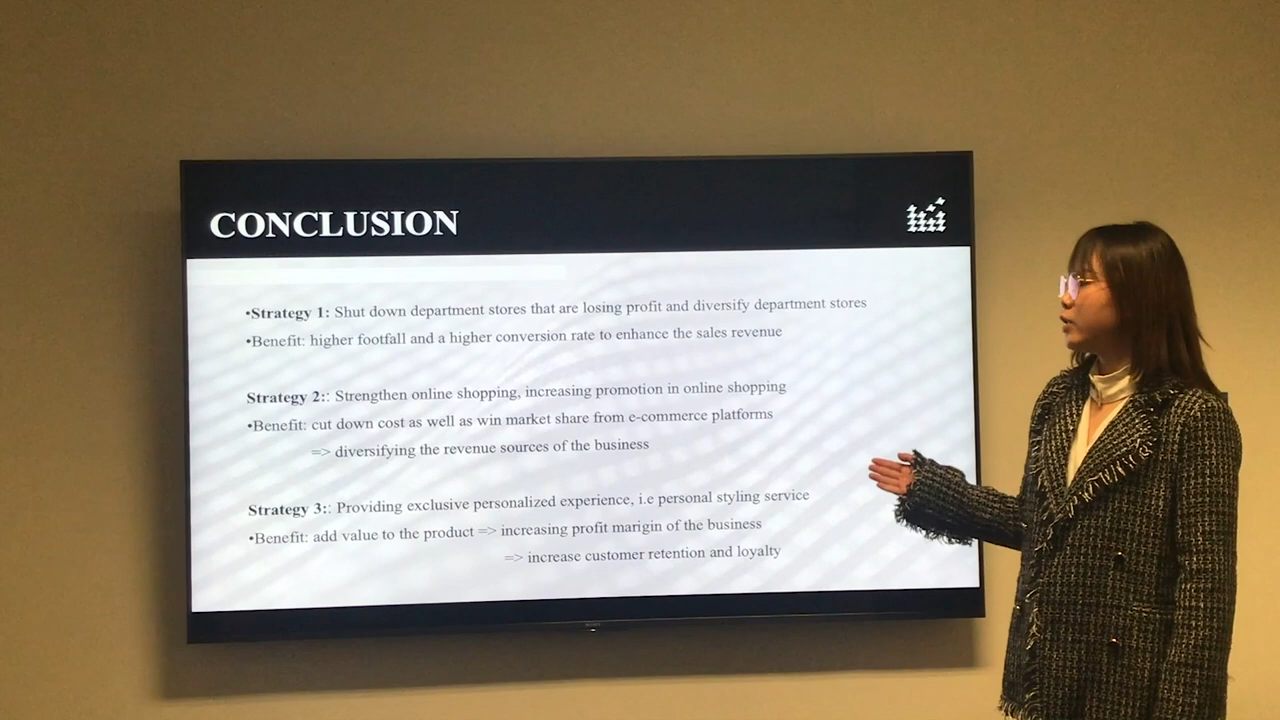 CONCLUSION
•Strategy 1: Shut down department stores that are losing profit and diversify department stores
•Benefit: higher footfall and a higher conversion rate to enhance the sales revenue
Strategy 2:: Strengthen online shopping, increasing promotion in online shopping
•Benefit: cut down cost as well as win market share from e-commerce platforms
=> diversifying the revenue sources of the business
Strategy 3:: Providing exclusive personalized experience, i.e personal styling service
•Benefit: add value to the product => increasing profit marigin of the business
=> increase customer retention and loyalty
SONY